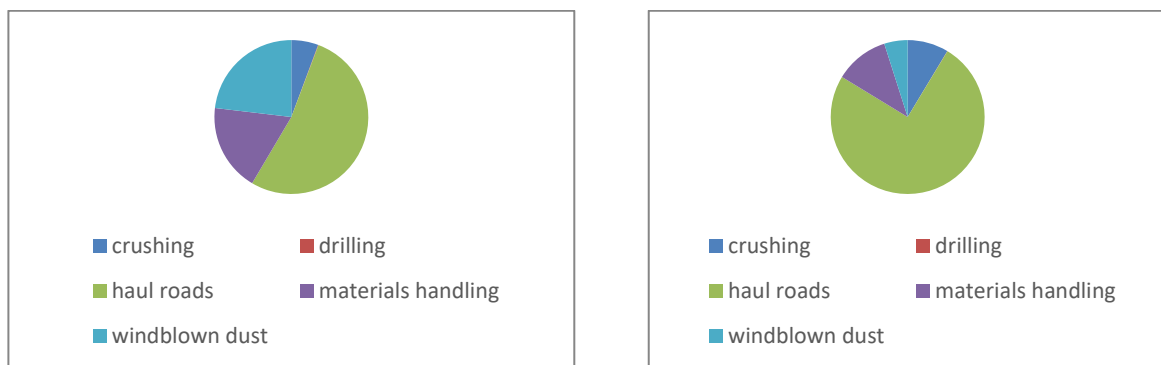 crushing
drilling
haul roads
materials handling
windblown dust
crushing
drilling
haul roads
materials handling
windblown dust